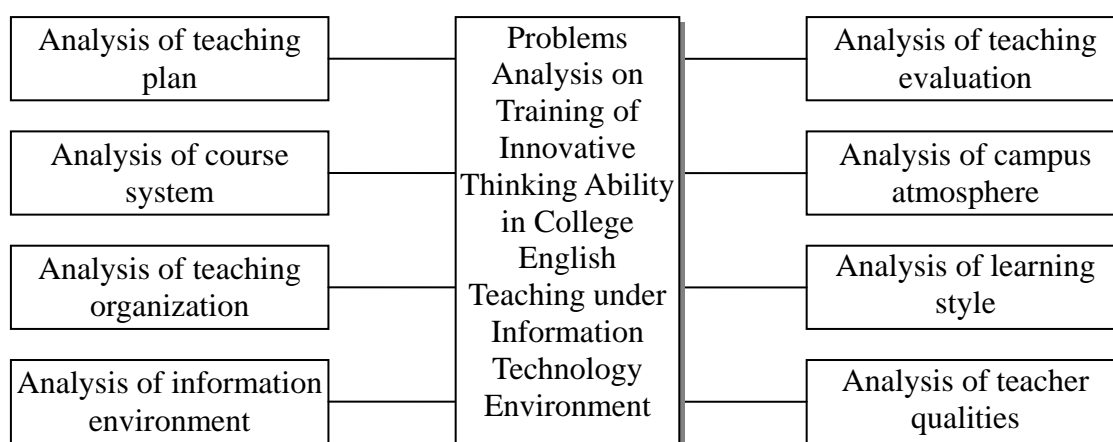 Analysis of teaching
plan
Analysis of course
system
Analysis of teaching
organization
Analysis of information
environment
Problems
Analysis on
Training of
Innovative
Thinking Ability
in College
English
Teaching under
Information
Technology
Environment
Analysis of teaching
evaluation
Analysis of campus
atmosphere
Analysis of learning
style
Analysis of teacher
qualities